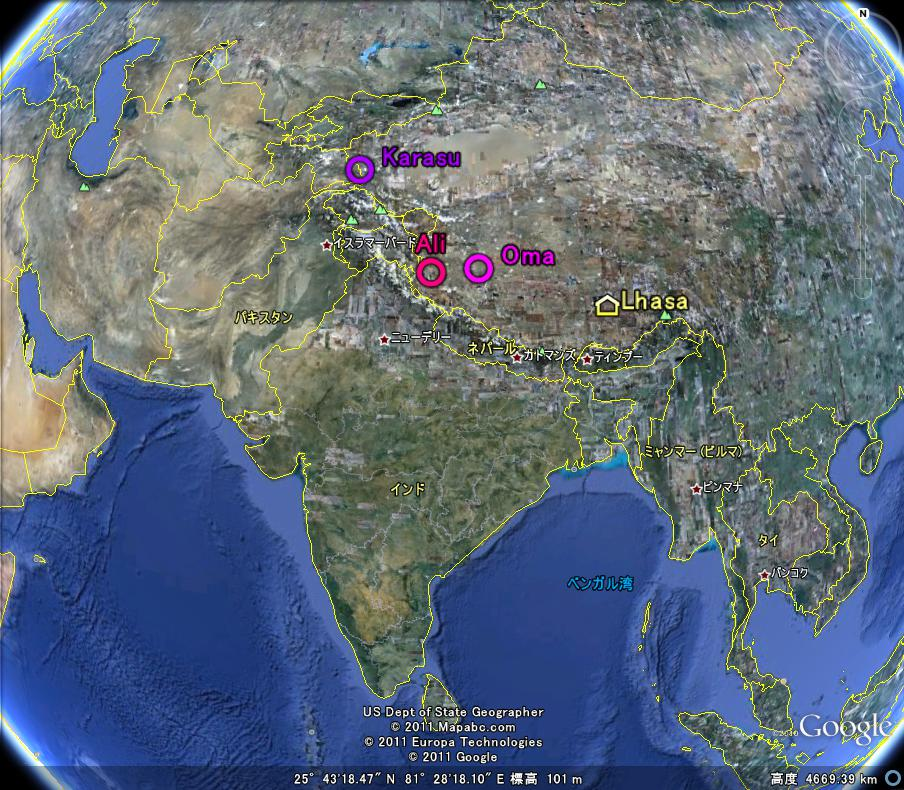 N
Karasu
イスラマーバード
Ali
Oma
Lhasa
パキスタン
ニューデリー
ネパール
カトマンズ
ティンプー
ミャンマー (ビルマ)
インド
ピンマナ
タイ
バンコク
ベンガル湾
US Dept of State Geographer
© 2011 Mapabc.com
© 2011 Europa Technologies
© 2011 Google
Google
25° 43'18.47" N 81° 28'18.10" E 標高 101 m
高度 4669.39 km